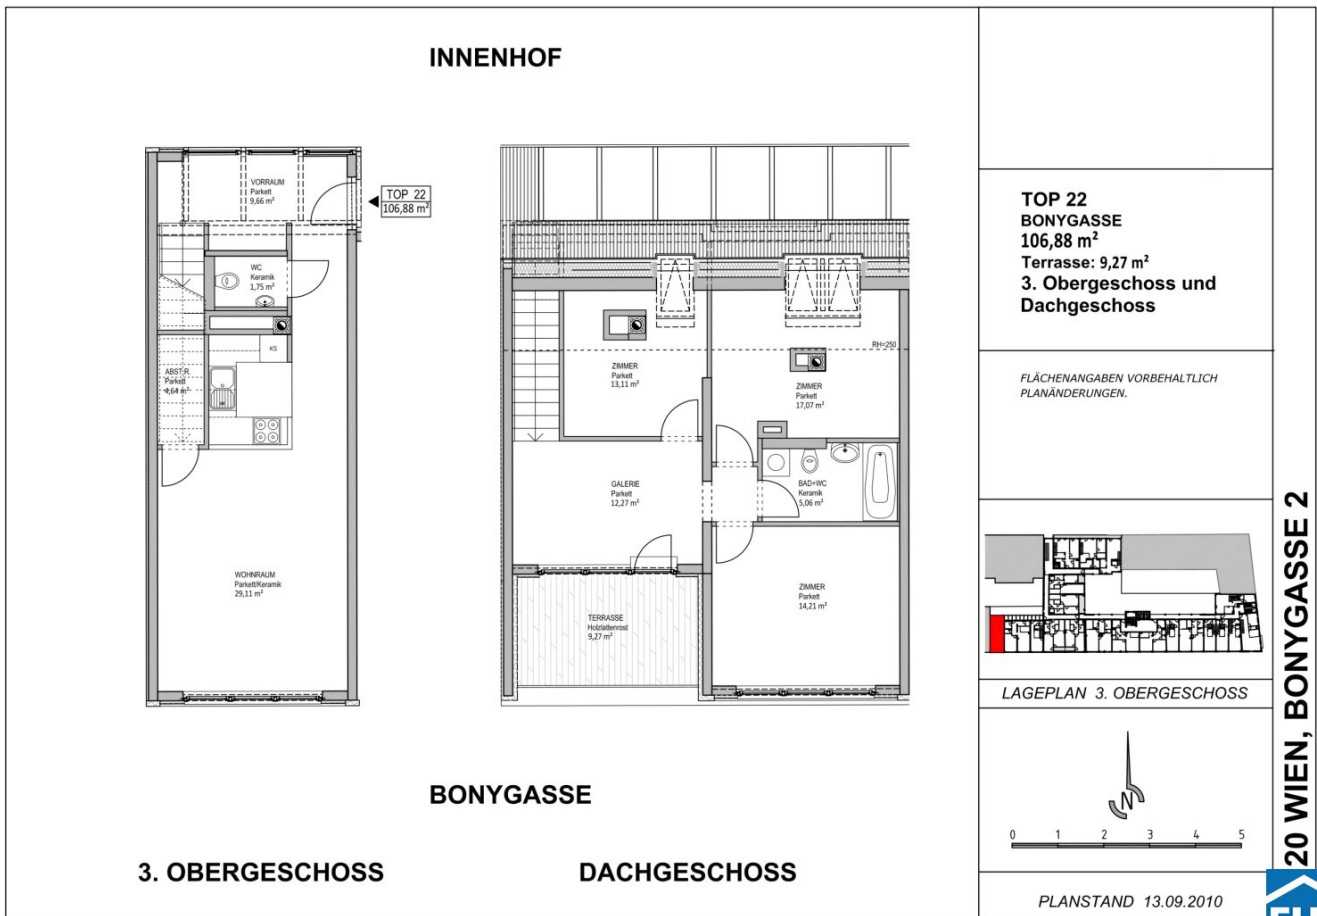 INNENHOF
VORRAUM
Parkett
9,66 m²
TOP 22
106,88 m²
WC
Keramik
1,75 m²
KS
ABST.R.
Parkett
4,64 m²
WOHNRAUM
Parkett/Keramik
29,11 m²
ZIMMER
Parkett
13,11 m²
RH=250
ZIMMER
Parkett
17,07 m²
GALERIE
Parkett
12,27 m²
BAD+WC
Keramik
5,06 m²
TERRASSE
Holzlattenrost
9,27 m²
ZIMMER
Parkett
14,21 m²
BONYGASSE
3. OBERGESCHOSS
DACHGESCHOSS
TOP 22
BONYGASSE
106,88 m²
Terrasse: 9,27 m²
3. Obergeschoss und
Dachgeschoss
FLÄCHENANGABEN VORBEHALTLICH
PLANÄNDERUNGEN.
LAGEPLAN 3. OBERGESCHOSS
N
0 1 2 3 4 5
PLANSTAND 13.09.2010
20 WIEN, BONYGASSE 2